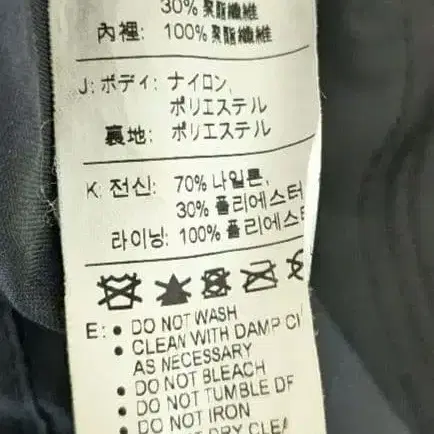 30% 聚酯纖維
內裡: 100% 聚酯纖維
J: ボディ: ナイロン,
ポリエステル
裏地: ポリエステル
K: 전신: 70% 나일론,
30% 폴리에스터
라이닝: 100% 폴리에스터
E: • DO NOT WASH
• CLEAN WITH DAMP
AS NECESSARY
• DO NOT BLEACH
• DO NOT TUMBLE
• DO NOT IRON
NOT DRY